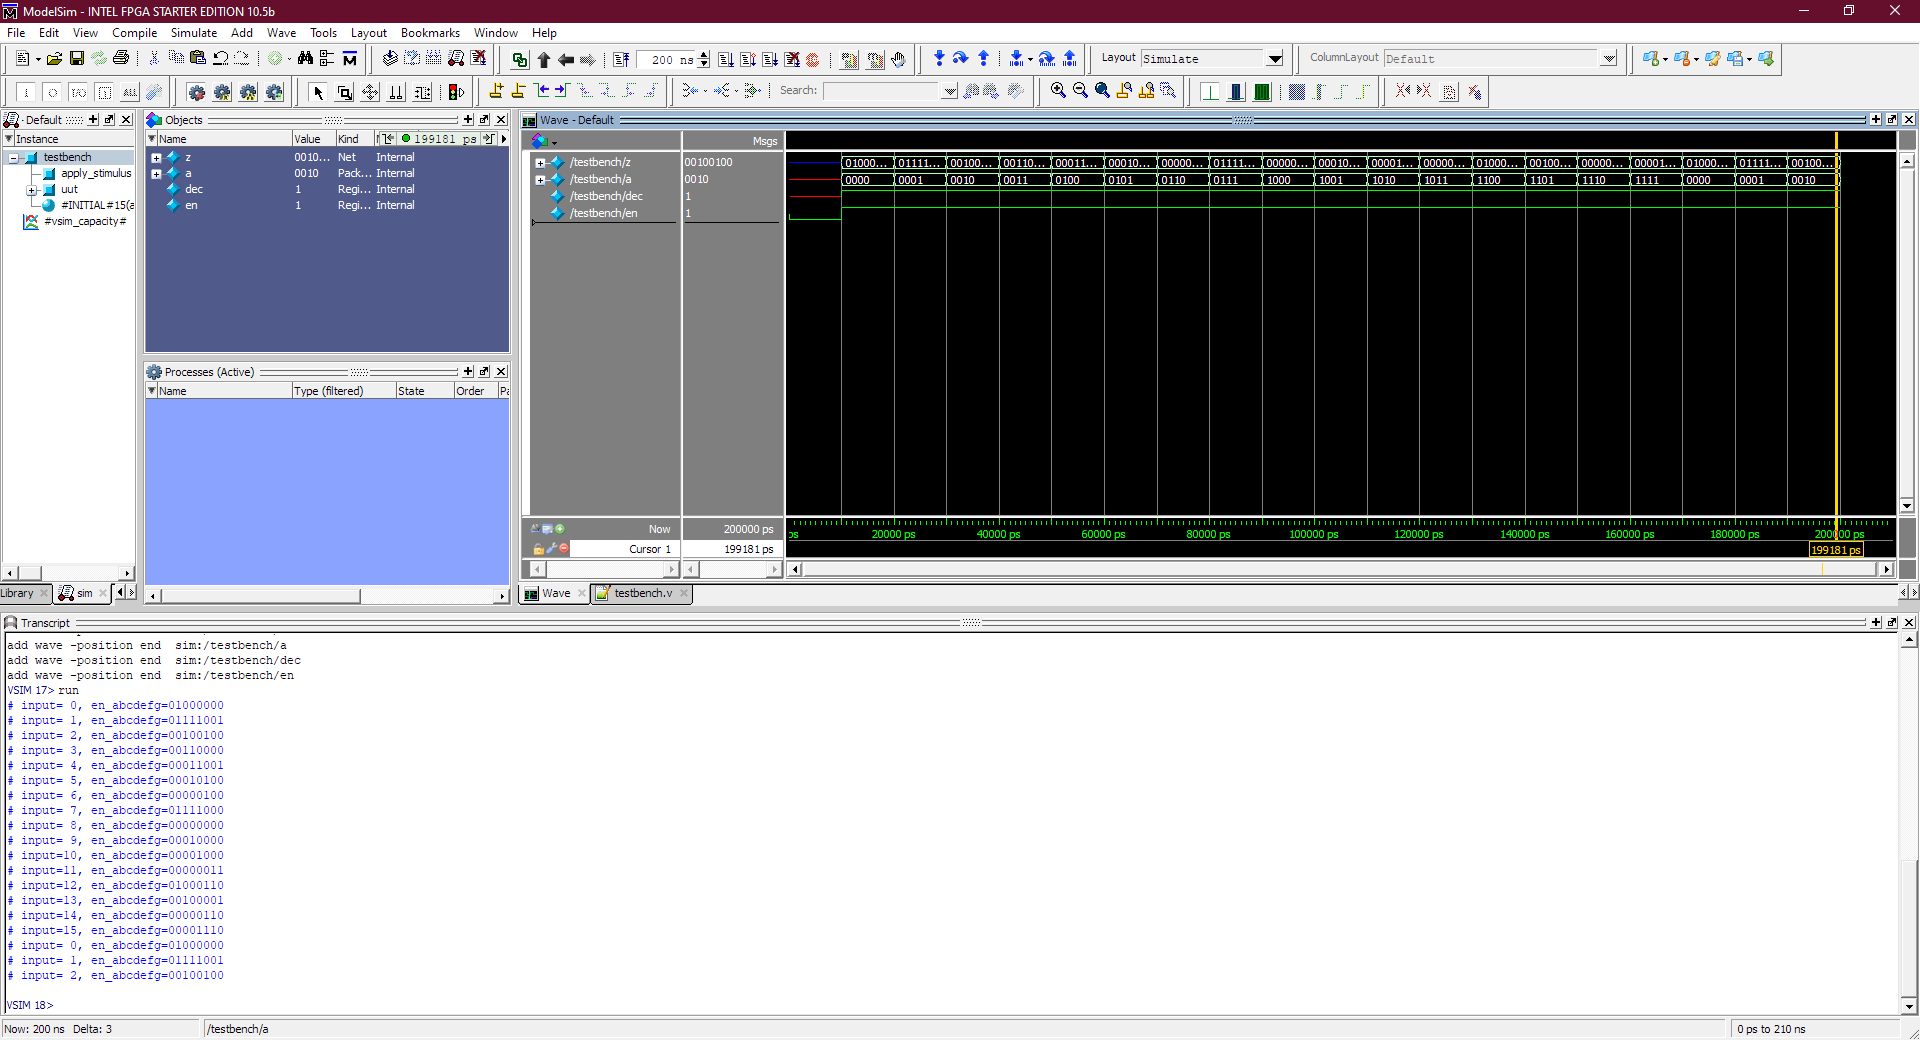 ModelSim - INTEL FPGA STARTER EDITION 10.5b
File Edit View Compile Simulate Add Wave Tools Layout Bookmarks Window Help
200 ns
Layout Simulate
ColumnLayout Default
ALL
Search:
Default
Instance
testbench
apply_stimulus
uut
#INITIAL#15(a
#vsim_capacity#
Library
sim
Objects
Name Value Kind
199181 ps
z 0010... Net Internal
a 0010 Pack... Internal
dec 1 Regi... Internal
en 1 Regi... Internal
Processes (Active)
Name Type (filtered) State Order Pa
Wave - Default
Msgs
/testbench/z 00100100 01000... 01111... 00100... 00110... 00011... 00010... 00000... 01111... 00000... 00010... 00001... 00000... 01000... 00100... 00000... 00001... 01000... 01111... 00100...
/testbench/a 0010 0000 0001 0010 0011 0100 0101 0110 0111 1000 1001 1010 1011 1100 1101 1110 1111 0000 0001 0010
/testbench/dec 1
/testbench/en 1
Now 200000 ps ps 20000 ps 40000 ps 60000 ps 80000 ps 100000 ps 120000 ps 140000 ps 160000 ps 180000 ps 200000 ps
Cursor 1 199181 ps 199181 ps
Wave testbench.v
Transcript
add wave -position end sim:/testbench/a
add wave -position end sim:/testbench/dec
add wave -position end sim:/testbench/en
VSIM 17> run
# input= 0, en_abcdefg=01000000
# input= 1, en_abcdefg=01111001
# input= 2, en_abcdefg=00100100
# input= 3, en_abcdefg=00110000
# input= 4, en_abcdefg=00011001
# input= 5, en_abcdefg=00010100
# input= 6, en_abcdefg=00000100
# input= 7, en_abcdefg=01111000
# input= 8, en_abcdefg=00000000
# input= 9, en_abcdefg=00010000
# input=10, en_abcdefg=00001000
# input=11, en_abcdefg=00000011
# input=12, en_abcdefg=01000110
# input=13, en_abcdefg=00100001
# input=14, en_abcdefg=00000110
# input=15, en_abcdefg=00001110
# input= 0, en_abcdefg=01000000
# input= 1, en_abcdefg=01111001
# input= 2, en_abcdefg=00100100
VSIM 18>
Now: 200 ns Delta: 3
/testbench/a
0 ps to 210 ns